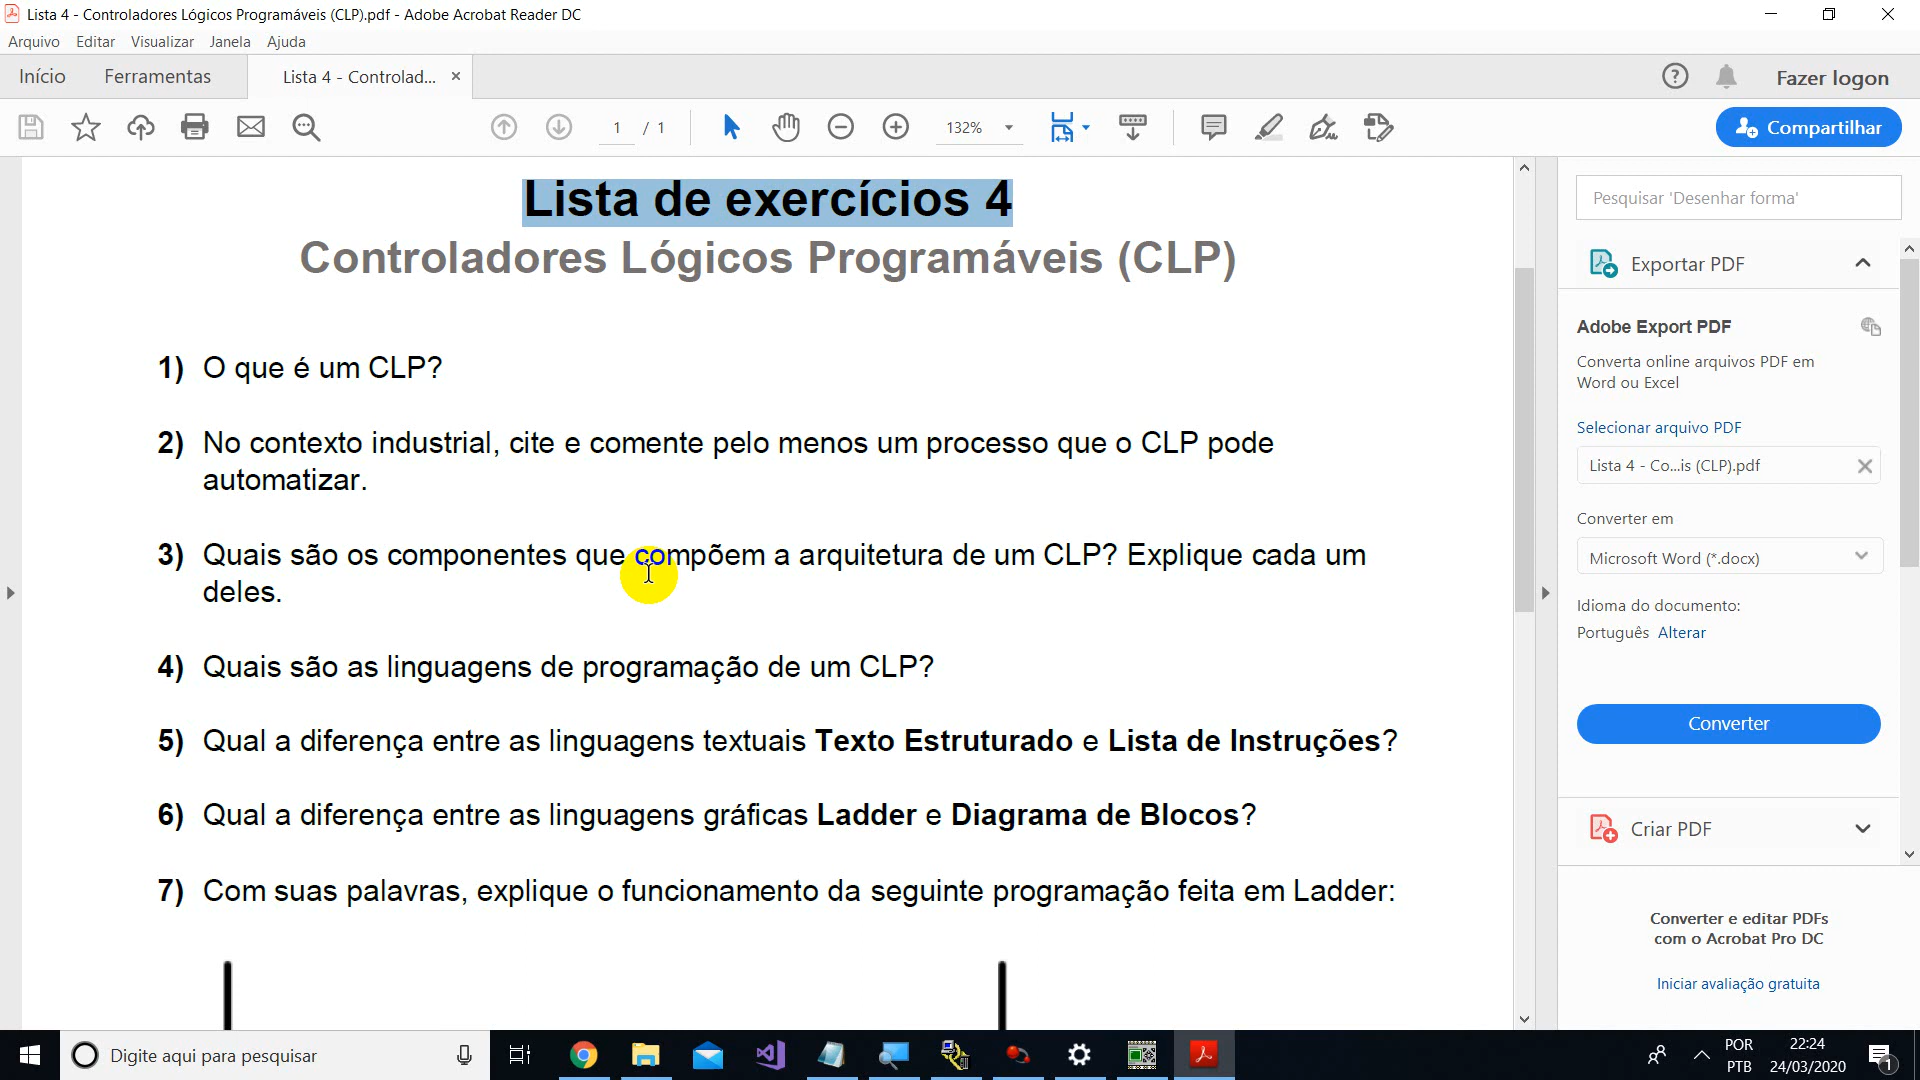 Lista 4 - Controladores Lógicos Programáveis (CLP).pdf - Adobe Acrobat Reader DC
Arquivo Editar Visualizar Janela Ajuda
Início Ferramentas Lista 4 - Controlad... × Fazer logon
1 / 1 132% Compartilhar
Lista de exercícios 4
Controladores Lógicos Programáveis (CLP)
1) O que é um CLP?
2) No contexto industrial, cite e comente pelo menos um processo que o CLP pode
automatizar.
3) Quais são os componentes que compõem a arquitetura de um CLP? Explique cada um
deles.
4) Quais são as linguagens de programação de um CLP?
5) Qual a diferença entre as linguagens textuais Texto Estruturado e Lista de Instruções?
6) Qual a diferença entre as linguagens gráficas Ladder e Diagrama de Blocos?
7) Com suas palavras, explique o funcionamento da seguinte programação feita em Ladder:
Pesquisar 'Desenhar forma'
Exportar PDF
Adobe Export PDF
Converta online arquivos PDF em
Word ou Excel
Selecionar arquivo PDF
Lista 4 - Co...is (CLP).pdf
Converter em
Microsoft Word (*.docx)
Idioma do documento:
Português Alterar
Converter
Criar PDF
Converter e editar PDFs
com o Acrobat Pro DC
Iniciar avaliação gratuita
Digite aqui para pesquisar
POR
PTB
22:24
24/03/2020
1